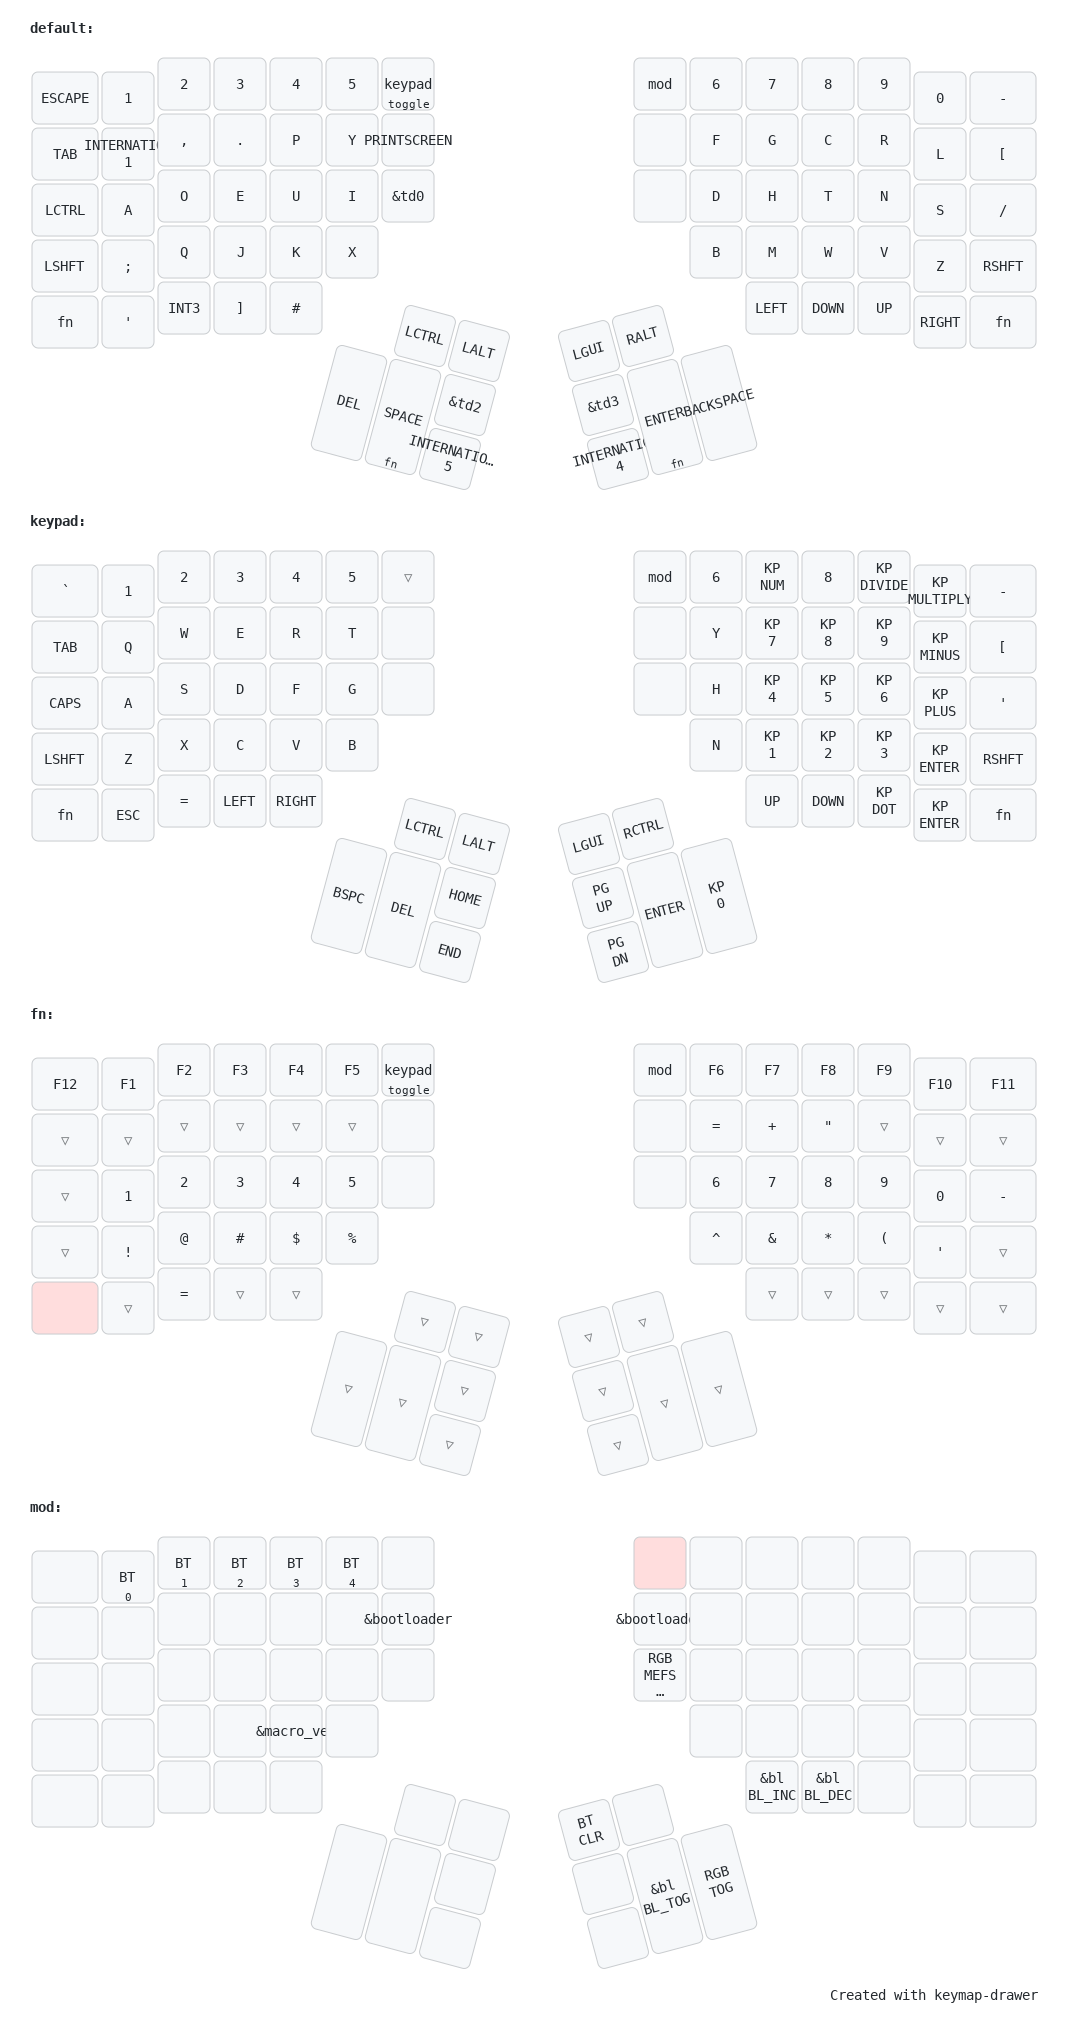 default:
ESCAPE 1 2 3 4 5 keypad mod 6 7 8 9 0 -
toggle
TAB INTERNATIO , . P Y PRINTSCREEN F G C R L [
1
LCTRL A O E U I &td0 D H T N S /
LSHFT ; Q J K X B M W V Z RSHFT
fn ' INT3 ] # LEFT DOWN UP RIGHT fn
LCTRL LALT LGUI RALT
DEL SPACE &td2 &td3 ENTER BACKSPACE
fn INTERNATIO… INTERNATIO fn
5 4
keypad:
` 1 2 3 4 5 ▽ mod 6 KP NUM 8 KP DIVIDE KP MULTIPLY -
TAB Q W E R T Y KP 7 KP 8 KP 9 KP MINUS [
CAPS A S D F G H KP 4 KP 5 KP 6 KP PLUS '
LSHFT Z X C V B N KP 1 KP 2 KP 3 KP ENTER RSHFT
fn ESC = LEFT RIGHT UP DOWN KP DOT KP ENTER fn
LCTRL LALT LGUI RCTRL
BSPC DEL HOME PG UP ENTER KP 0
END PG DN
fn:
F12 F1 F2 F3 F4 F5 keypad mod F6 F7 F8 F9 F10 F11
toggle
▽ ▽ ▽ ▽ ▽ ▽ = + " ▽ ▽ ▽
▽ 1 2 3 4 5 6 7 8 9 0 -
▽ ! @ # $ % ^ & * ( ' ▽
▽ = ▽ ▽ ▽ ▽ ▽ ▽ ▽
▽ ▽ ▽ ▽
▽ ▽ ▽ ▽ ▽ ▽
▽ ▽
mod:
BT 0 BT 1 BT 2 BT 3 BT 4
&bootloader &bootloade
RGB MEFS …
&macro_ve
&bl BL_INC &bl BL_DEC
BT CLR
&bl BL_TOG RGB TOG
Created with keymap-drawer